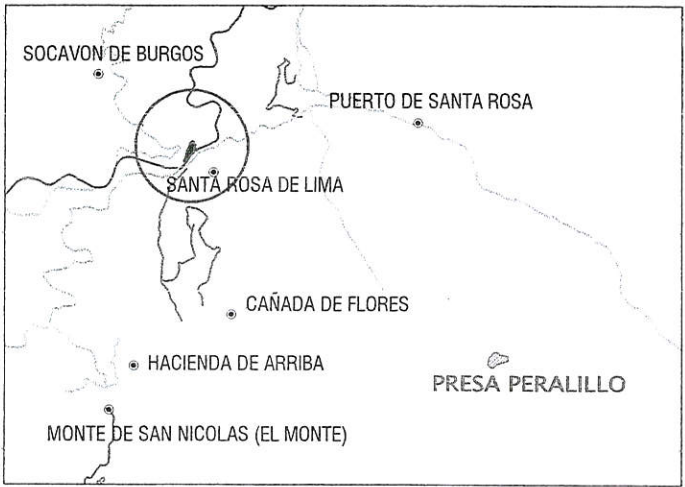 SOCAVON DE BURGOS
PUERTO DE SANTA ROSA
SANTA ROSA DE LIMA
CAÑADA DE FLORES
HACIENDA DE ARRIBA
PRESA PERALILLO
MONTE DE SAN NICOLAS (EL MONTE)